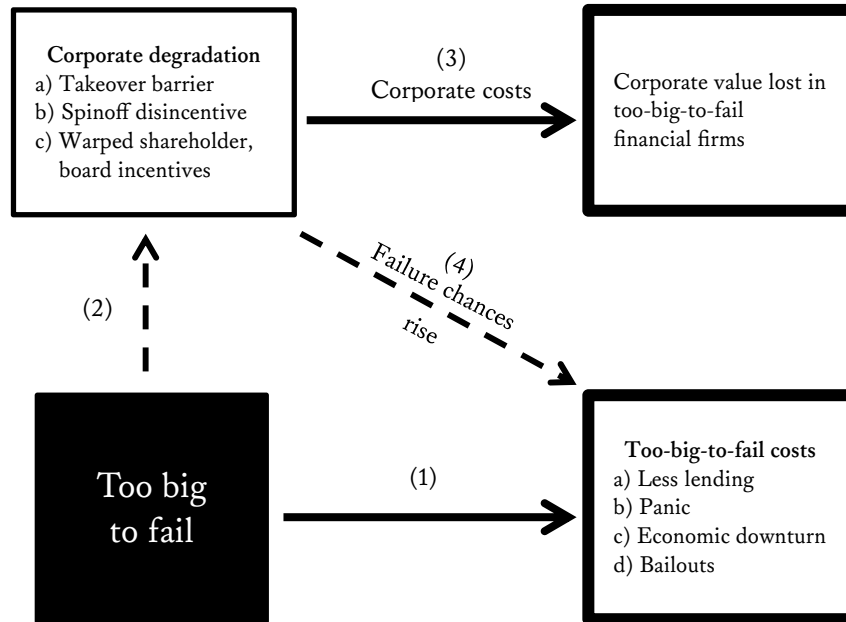 Corporate degradation
a) Takeover barrier
b) Spinoff disincentive
c) Warped shareholder,
board incentives
(3)
Corporate costs
Corporate value lost in
too-big-to-fail
financial firms
(2)
(4)
Failure chances
rise
Too big
to fail
(1)
Too-big-to-fail costs
a) Less lending
b) Panic
c) Economic downturn
d) Bailouts